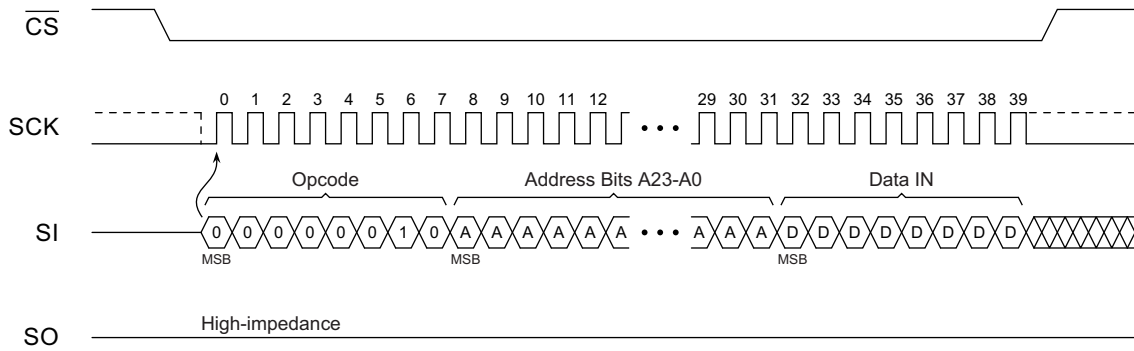 CS
0 1 2 3 4 5 6 7 8 9 10 11 12 29 30 31 32 33 34 35 36 37 38 39
SCK
Opcode Address Bits A23-A0 Data IN
SI 0 0 0 0 0 0 1 0 A A A A A A • • • A A A D D D D D D D D
MSB MSB MSB
High-impedance
SO